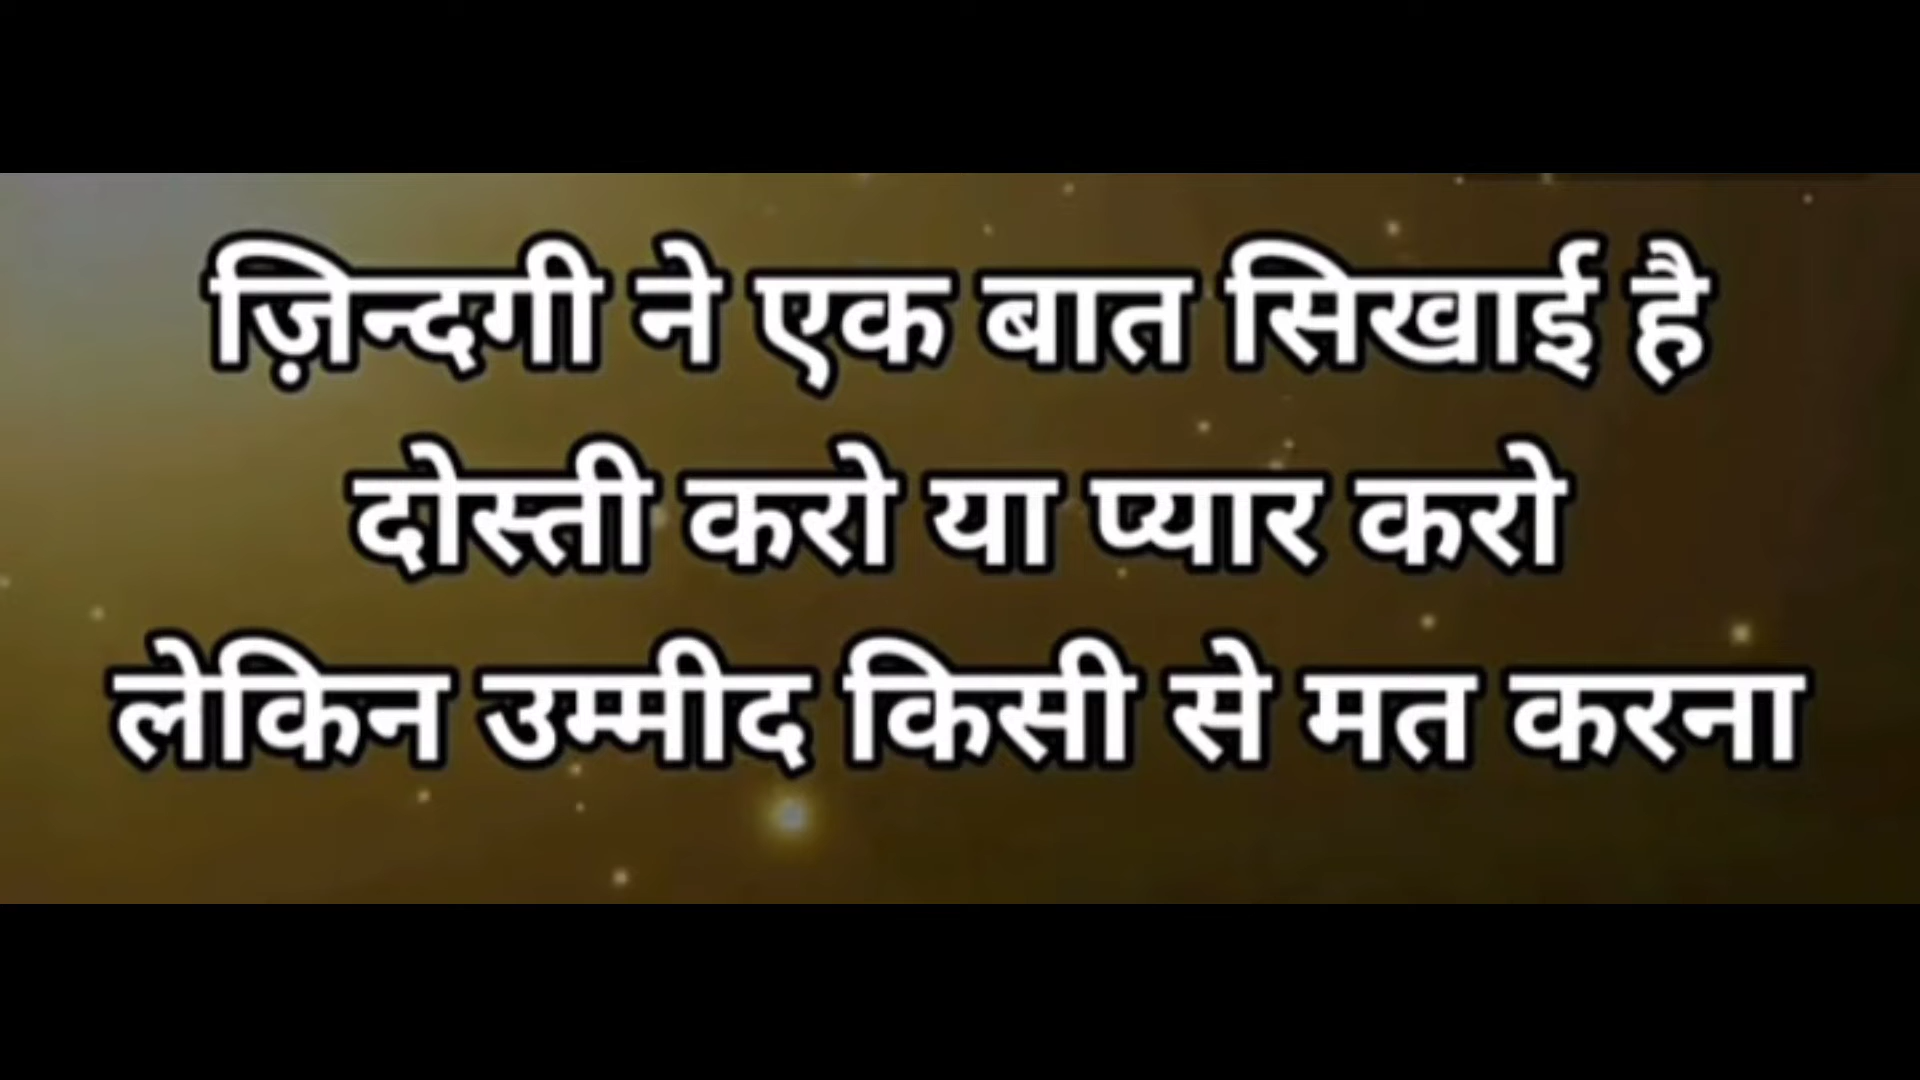 ज़िन्दगी ने एक बात सिखाई है
दोस्ती करो या प्यार करो
लेकिन उम्मीद किसी से मत करना